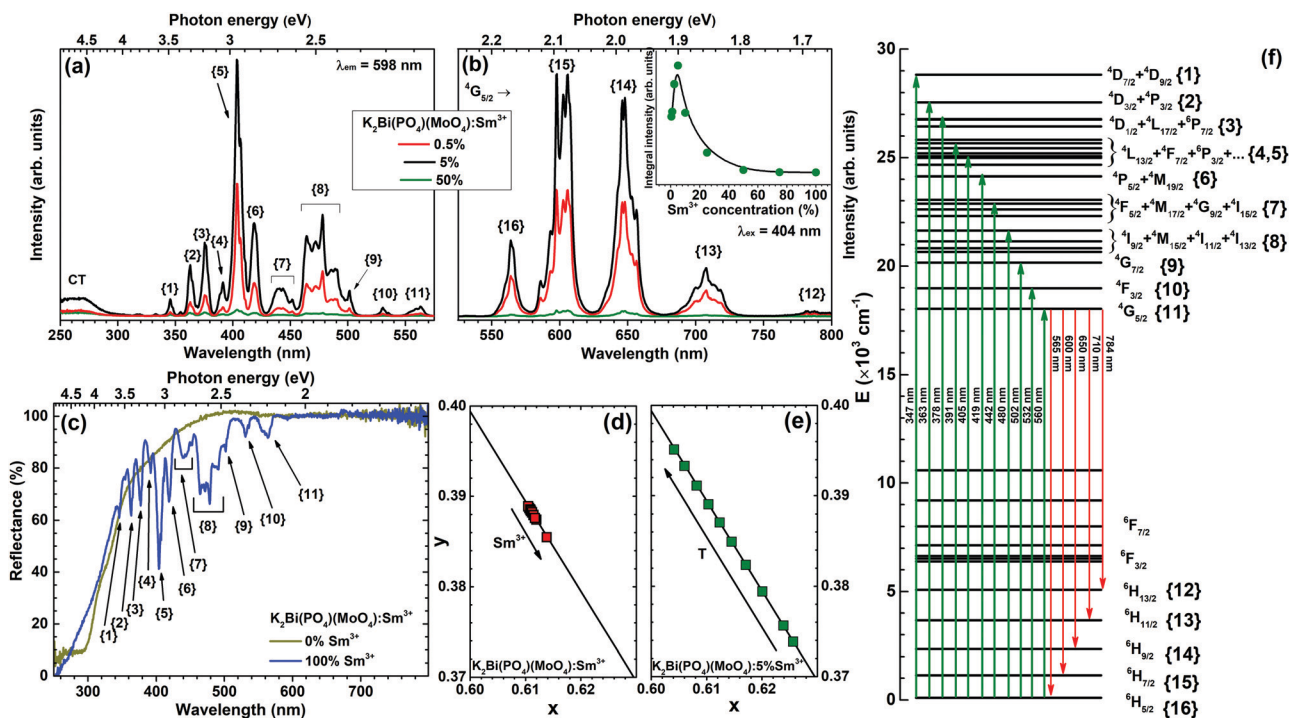 Photon energy (eV)
4.5 4 3.5 3 2.5
(a)
λem = 598 nm
{5}
K2Bi(PO4)(MoO4):Sm3+
0.5%
5%
50%
{8}
{6}
{3}
{2}
{4}
{7}
{9}
CT
{1}
{10}
{11}
Intensity (arb. units)
250 300 350 400 450 500 550
Wavelength (nm)
Photon energy (eV)
2.2 2.1 2.0 1.9 1.8 1.7
(b)
{15}
4G5/2 →
{14}
{16}
{13}
{12}
Integral intensity (arb. units)
0 20 40 60 80 100
Sm3+ concentration (%)
λex = 404 nm
Intensity (arb. units)
550 600 650 700 750 800
Wavelength (nm)
Photon energy (eV)
4.5 4 3.5 3 2.5 2
(c)
100
80
60
40
20
0
Reflectance (%)
{1}
{2}
{3}
{4}
{5}
{6}
{7}
{8}
{9}
{10}
{11}
K2Bi(PO4)(MoO4):Sm3+
0% Sm3+
100% Sm3+
300 400 500 600 700 800
Wavelength (nm)
0.40
0.39
0.38
0.37
y
(d)
Sm3+
K2Bi(PO4)(MoO4):Sm3+
0.60 0.61 0.62
x
(e)
T
K2Bi(PO4)(MoO4):5%Sm3+
0.40
0.39
0.38
0.37
0.60 0.61 0.62
x
(f)
E (×10³ cm-1)
30
25
20
15
10
5
0
4D7/2+4D9/2 {1}
4D3/2+4P3/2 {2}
4D1/2+4L17/2+6P7/2 {3}
4L13/2+4F7/2+6P3/2+... {4,5}
4P5/2+4M19/2 {6}
4F5/2+4M17/2+4G9/2+4I15/2 {7}
4I9/2+4M15/2+4I11/2+4I13/2 {8}
4G7/2 {9}
4F3/2 {10}
4G5/2 {11}
347 nm
363 nm
378 nm
391 nm
405 nm
419 nm
442 nm
480 nm
502 nm
532 nm
560 nm
565 nm
600 nm
650 nm
710 nm
784 nm
6F7/2
6F3/2
6H13/2 {12}
6H11/2 {13}
6H9/2 {14}
6H7/2 {15}
6H5/2 {16}